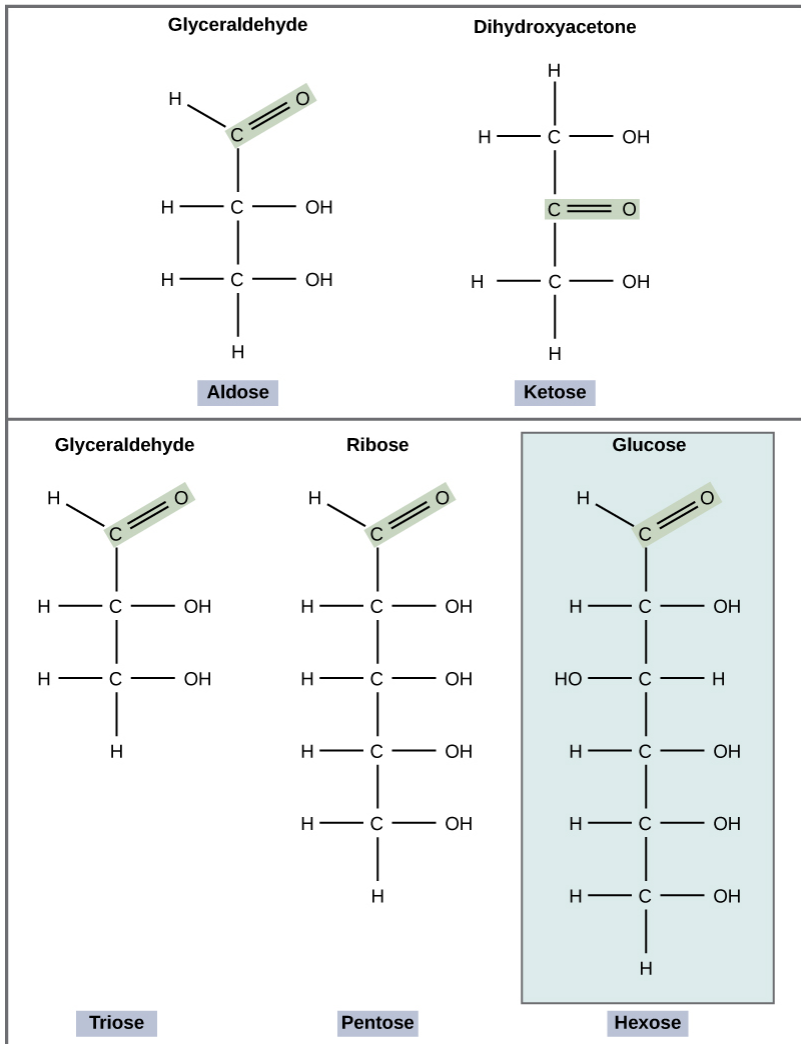 Glyceraldehyde Dihydroxyacetone
H
H O
H C OH
C
H C OH
C O
H C OH
H C OH
H
H
Aldose Ketose
Glyceraldehyde Ribose Glucose
H O H O H O
C C C
H C OH H C OH H C OH
H C OH H C OH HO C H
H H C OH H C OH
H C OH H C OH
H H C OH
H
Triose Pentose Hexose